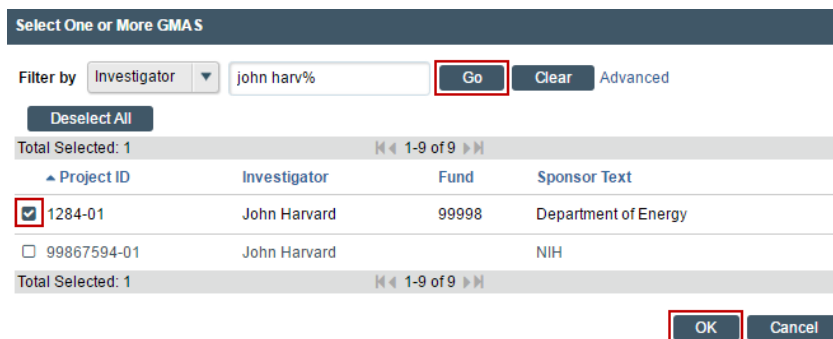 Select One or More GMAS
Filter by Investigator john harv% Go Clear Advanced
Deselect All
Total Selected: 1 1-9 of 9
Project ID Investigator Fund Sponsor Text
1284-01 John Harvard 99998 Department of Energy
99867594-01 John Harvard NIH
Total Selected: 1 1-9 of 9
OK Cancel